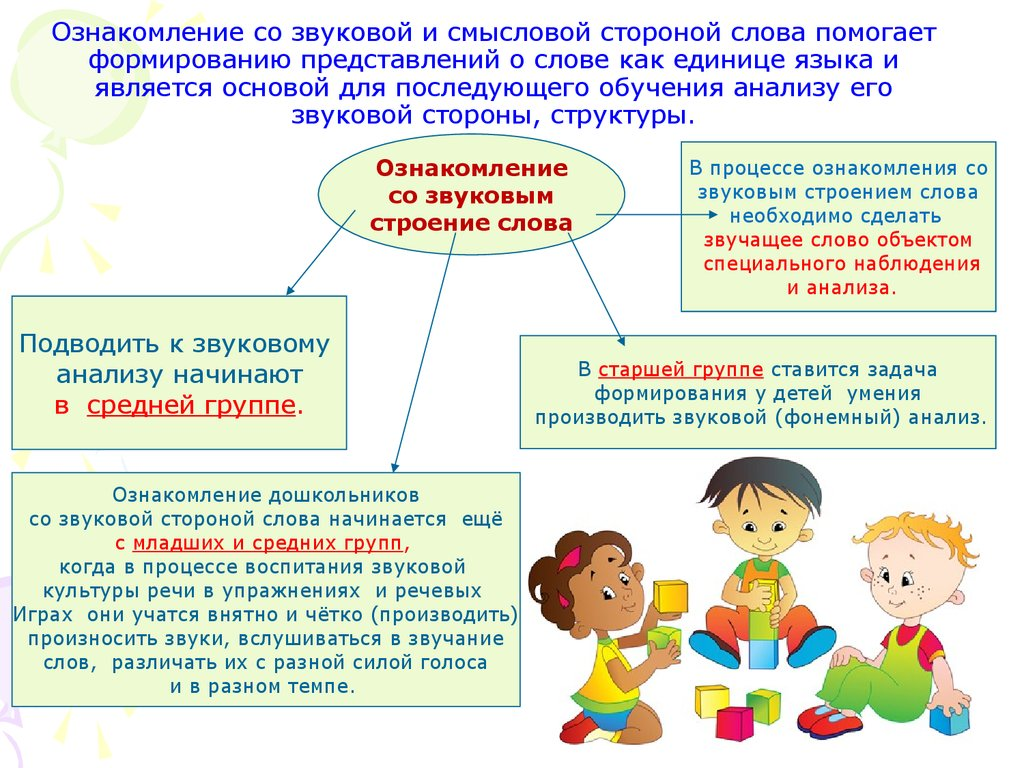 Ознакомление со звуковой и смысловой стороной слова помогает
формированию представлений о слове как единице языка и
является основой для последующего обучения анализу его
звуковой стороны, структуры.
Ознакомление
со звуковым
строение слова
В процессе ознакомления со
звуковым строением слова
необходимо сделать
звучащее слово объектом
специального наблюдения
и анализа.
Подводить к звуковому
анализу начинают
в средней группе.
В старшей группе ставится задача
формирования у детей умения
производить звуковой (фонемный) анализ.
Ознакомление дошкольников
со звуковой стороной слова начинается ещё
с младших и средних групп,
когда в процессе воспитания звуковой
культуры речи в упражнениях и речевых
Играх они учатся внятно и чётко (производить)
произносить звуки, вслушиваться в звучание
слов, различать их с разной силой голоса
и в разном темпе.